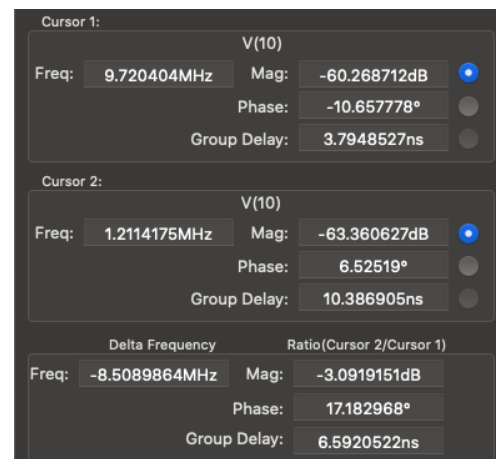 Cursor 1:
V(10)
Freq: 9.720404MHz Mag: -60.268712dB
Phase: -10.657778°
Group Delay: 3.7948527ns
Cursor 2:
V(10)
Freq: 1.2114175MHz Mag: -63.360627dB
Phase: 6.52519°
Group Delay: 10.386905ns
Delta Frequency Ratio(Cursor 2/Cursor 1)
Freq: -8.5089864MHz Mag: -3.0919151dB
Phase: 17.182968°
Group Delay: 6.5920522ns